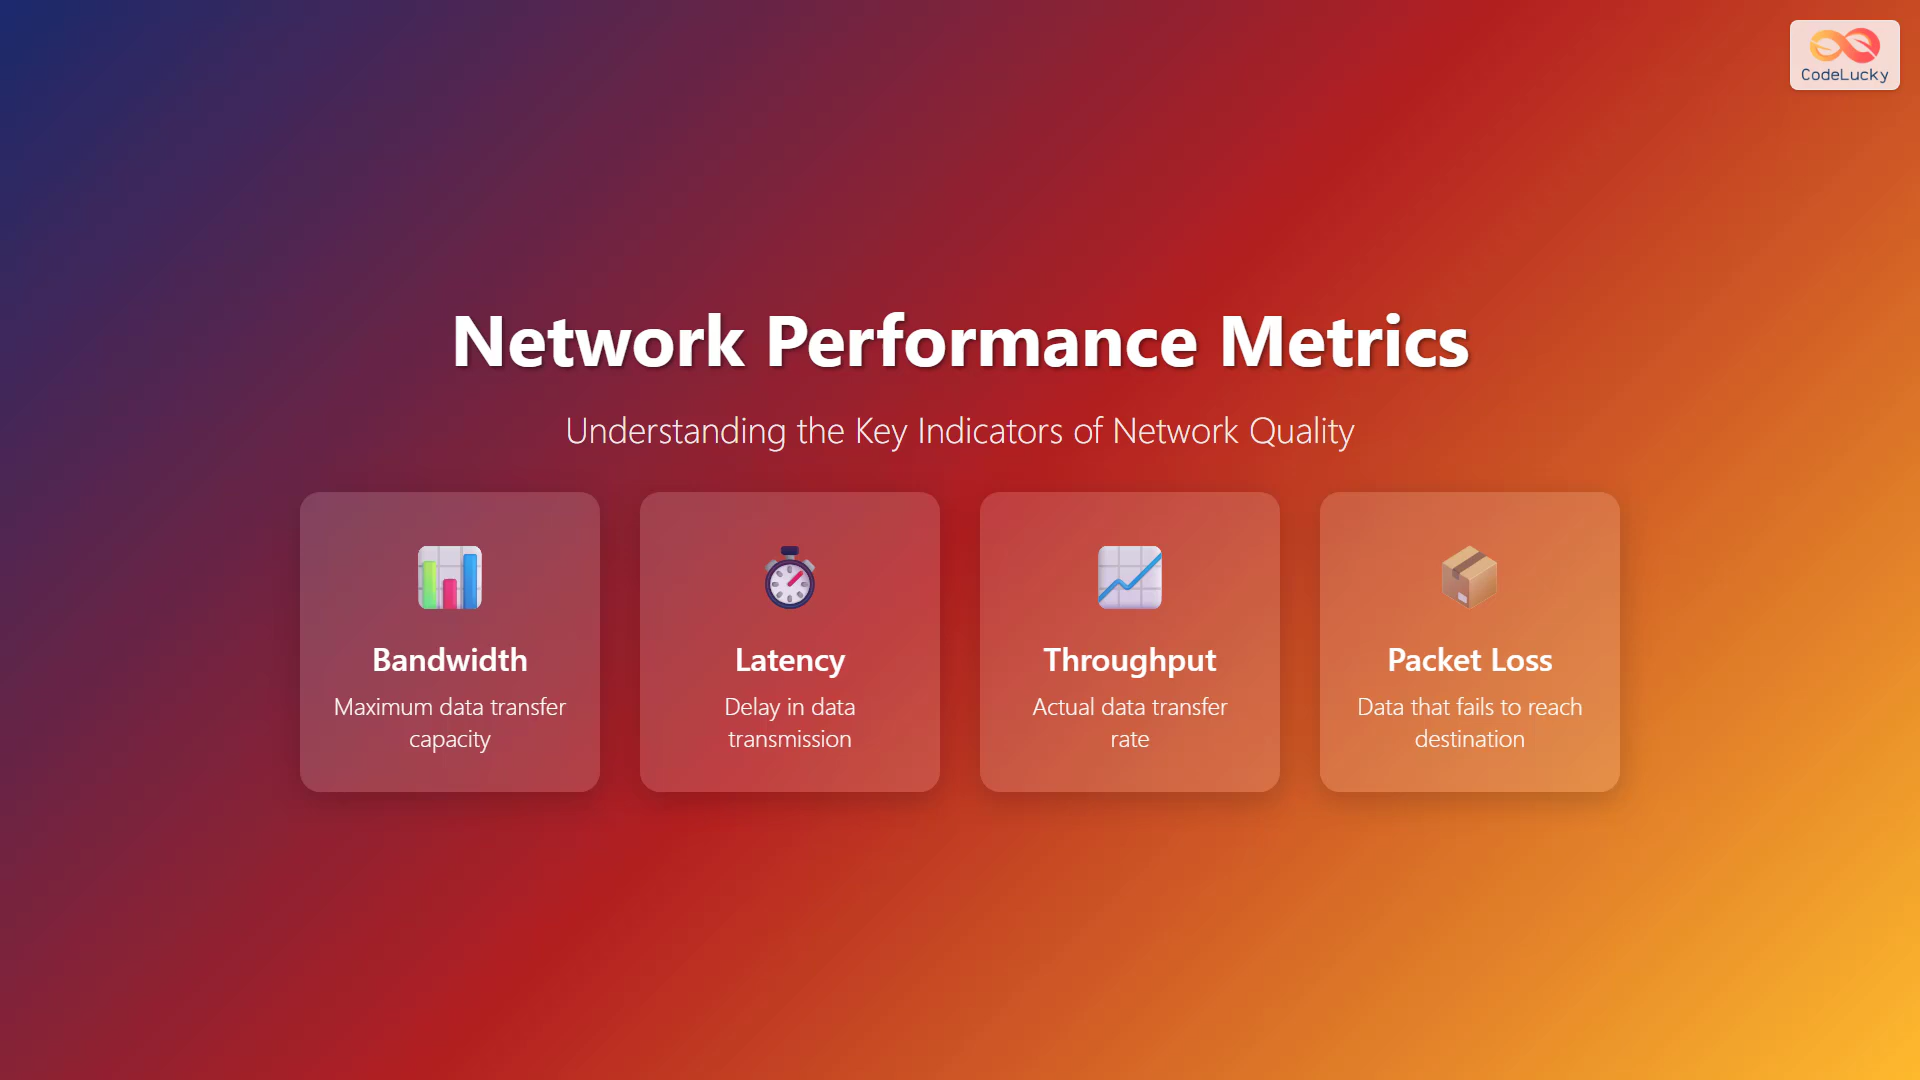 CodeLucky
Network Performance Metrics
Understanding the Key Indicators of Network Quality
Bandwidth
Maximum data transfer
capacity
Latency
Delay in data
transmission
Throughput
Actual data transfer
rate
Packet Loss
Data that fails to reach
destination